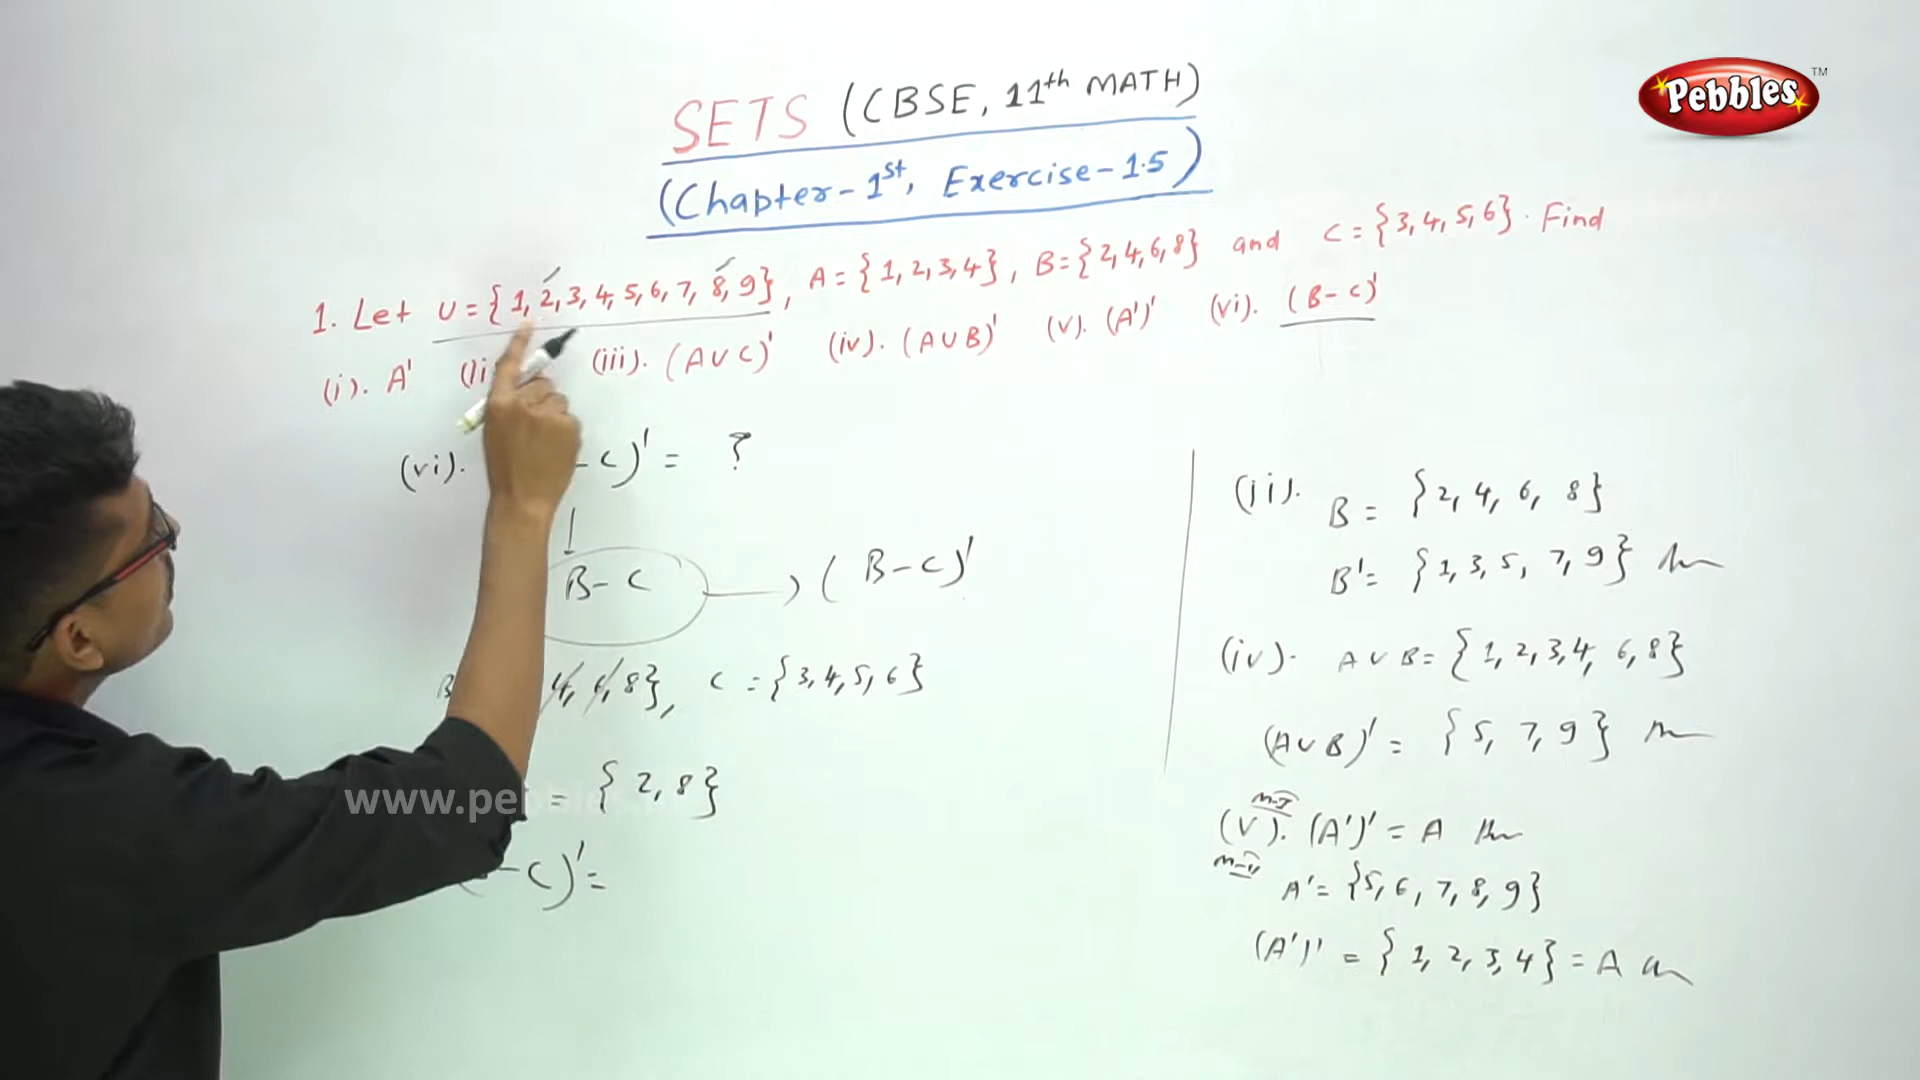 Pebbles TM
SETS (CBSE, 11th MATH)
(Chapter-1st, Exercise-1.5)
1. Let U = {1, 2, 3, 4, 5, 6, 7, 8, 9}, A = {1, 2, 3, 4}, B = {2, 4, 6, 8} and C = {3, 4, 5, 6}. Find
(i). A' (ii (iii). (A∪C)' (iv). (A∪B)' (v). (A')' (vi). (B-C)'
(vi). -C)' = ?
B-C → (B-C)'
B 4, 6, 8}, C = {3, 4, 5, 6}
= {2, 8}
-C)' =
(ii). B = {2, 4, 6, 8}
B' = {1, 3, 5, 7, 9}
(iv). A∪B = {1, 2, 3, 4, 6, 8}
(A∪B)' = {5, 7, 9}
m-I
(v). (A')' = A
m-II
A' = {5, 6, 7, 8, 9}
(A')' = {1, 2, 3, 4} = A
www.pe